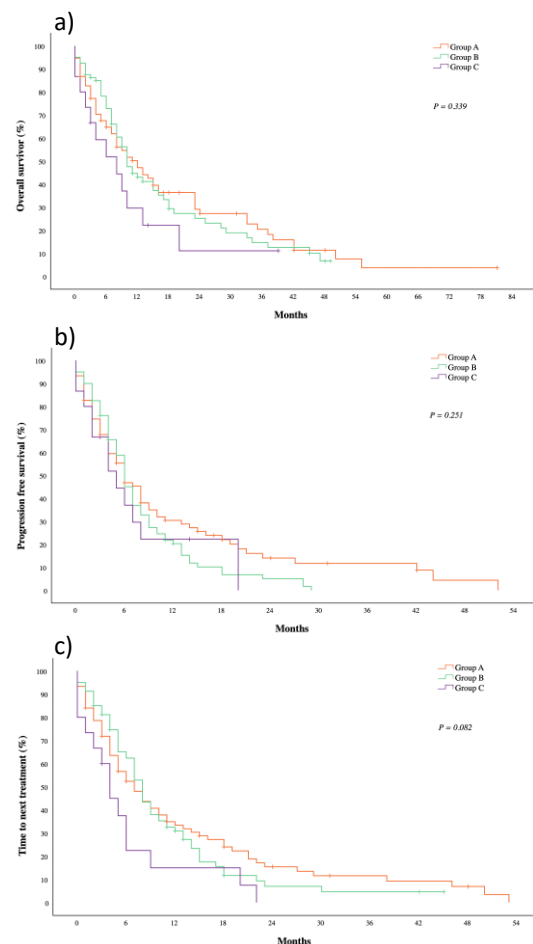 a)
Overall survivor (%)
100
90
80
70
60
50
40
30
20
10
0
Group A
Group B
Group C
P = 0.339
0 6 12 18 24 30 36 42 48 54 60 66 72 78 84
Months
b)
Progression free survival (%)
100
90
80
70
60
50
40
30
20
10
0
Group A
Group B
Group C
P = 0.251
0 6 12 18 24 30 36 42 48 54
Months
c)
Time to next treatment (%)
100
90
80
70
60
50
40
30
20
10
0
Group A
Group B
Group C
P = 0.082
0 6 12 18 24 30 36 42 48 54
Months